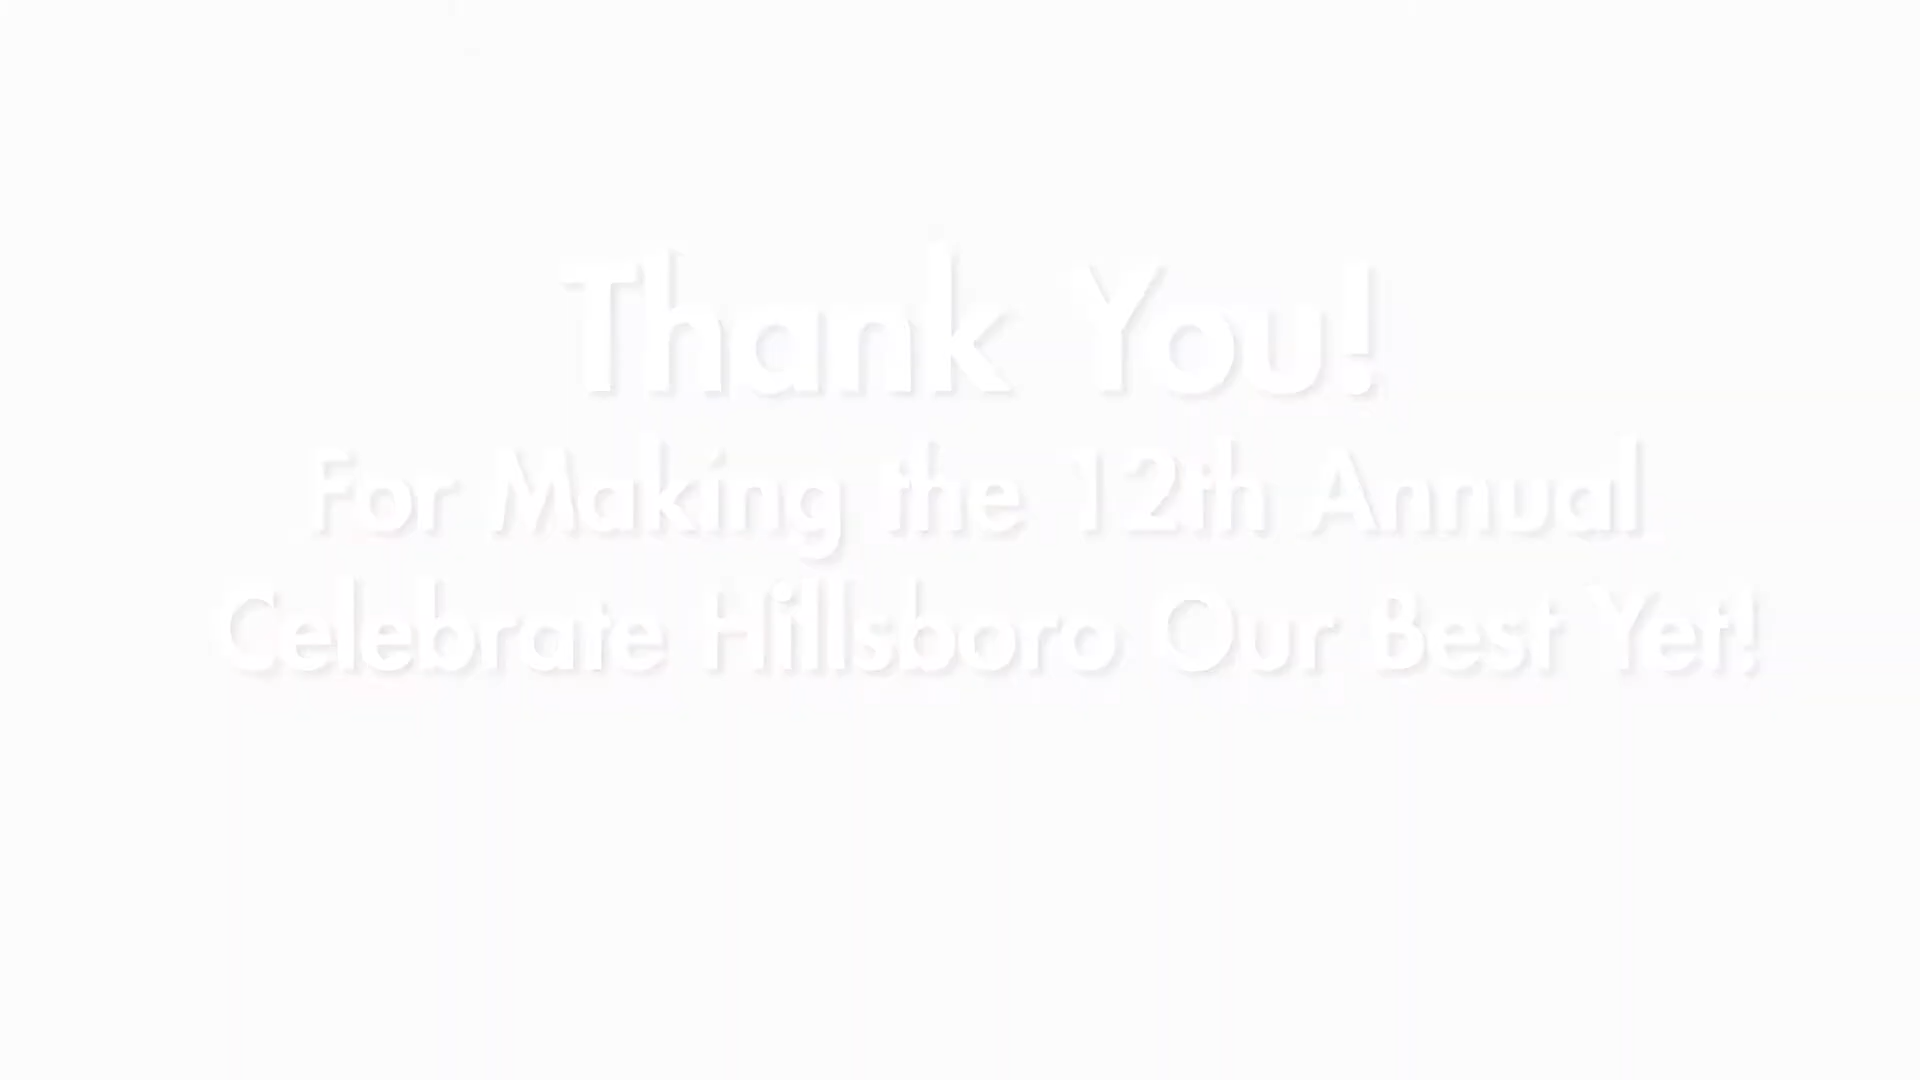 Thank You!
For Making the 12th Annual
Celebrate Hillsboro Our Best Yet!